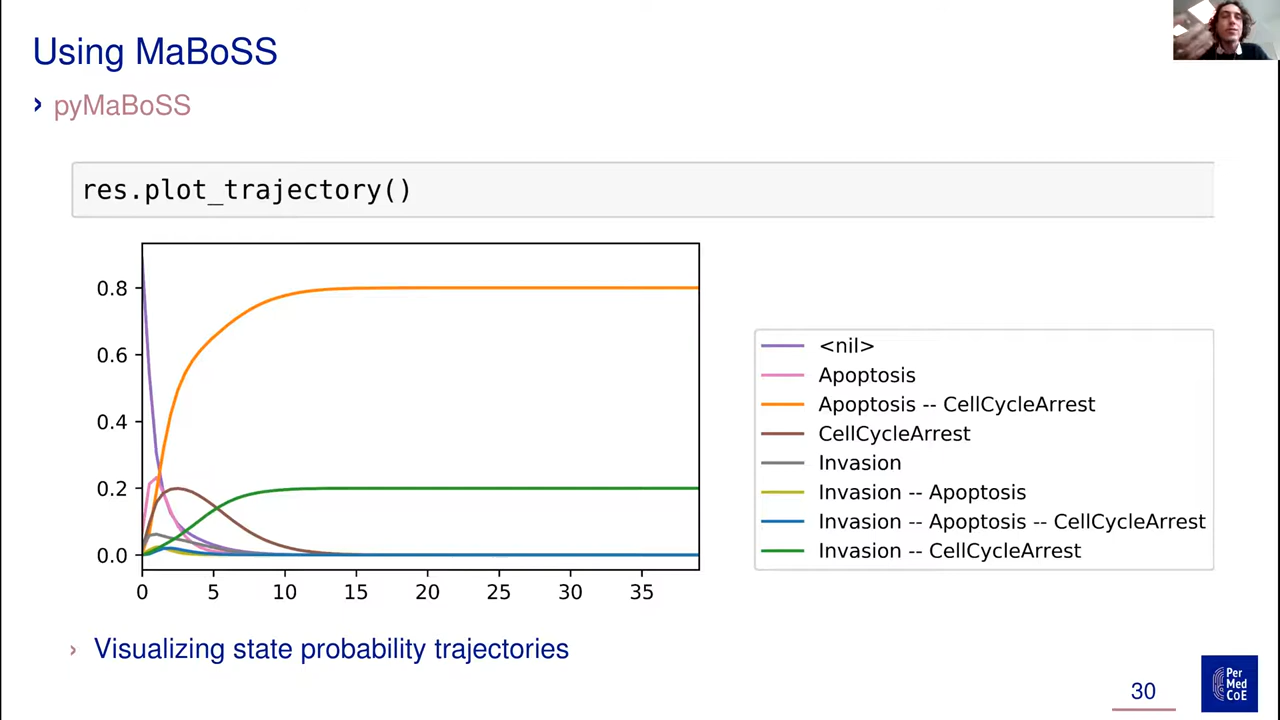 Using MaBoSS
› pyMaBoSS
res.plot_trajectory()
0.8
0.6
0.4
0.2
0.0
0 5 10 15 20 25 30 35
<nil>
Apoptosis
Apoptosis -- CellCycleArrest
CellCycleArrest
Invasion
Invasion -- Apoptosis
Invasion -- Apoptosis -- CellCycleArrest
Invasion -- CellCycleArrest
› Visualizing state probability trajectories
30
Per
Med
CoE